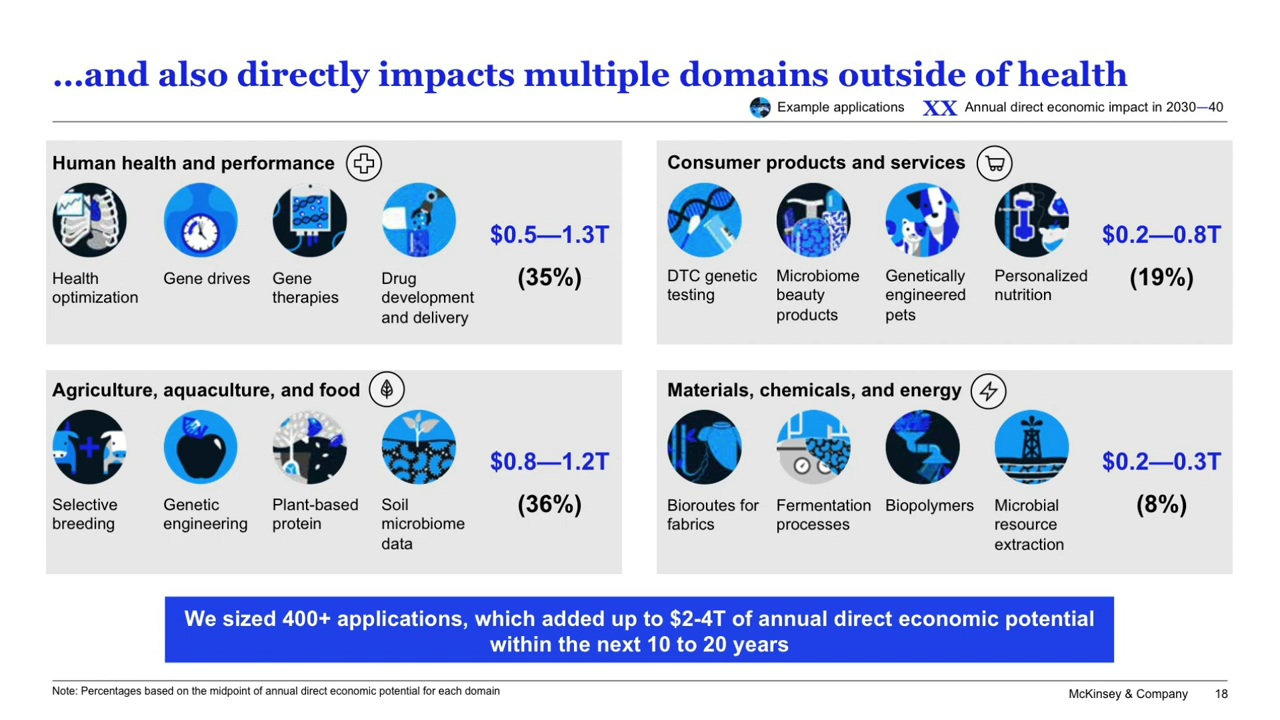 ...and also directly impacts multiple domains outside of health
Example applications XX Annual direct economic impact in 2030—40
Human health and performance
Health optimization
Gene drives
Gene therapies
Drug development and delivery
$0.5—1.3T
(35%)
Consumer products and services
DTC genetic testing
Microbiome beauty products
Genetically engineered pets
Personalized nutrition
$0.2—0.8T
(19%)
Agriculture, aquaculture, and food
Selective breeding
Genetic engineering
Plant-based protein
Soil microbiome data
$0.8—1.2T
(36%)
Materials, chemicals, and energy
Bioroutes for fabrics
Fermentation processes
Biopolymers
Microbial resource extraction
$0.2—0.3T
(8%)
We sized 400+ applications, which added up to $2-4T of annual direct economic potential
within the next 10 to 20 years
Note: Percentages based on the midpoint of annual direct economic potential for each domain
McKinsey & Company 18